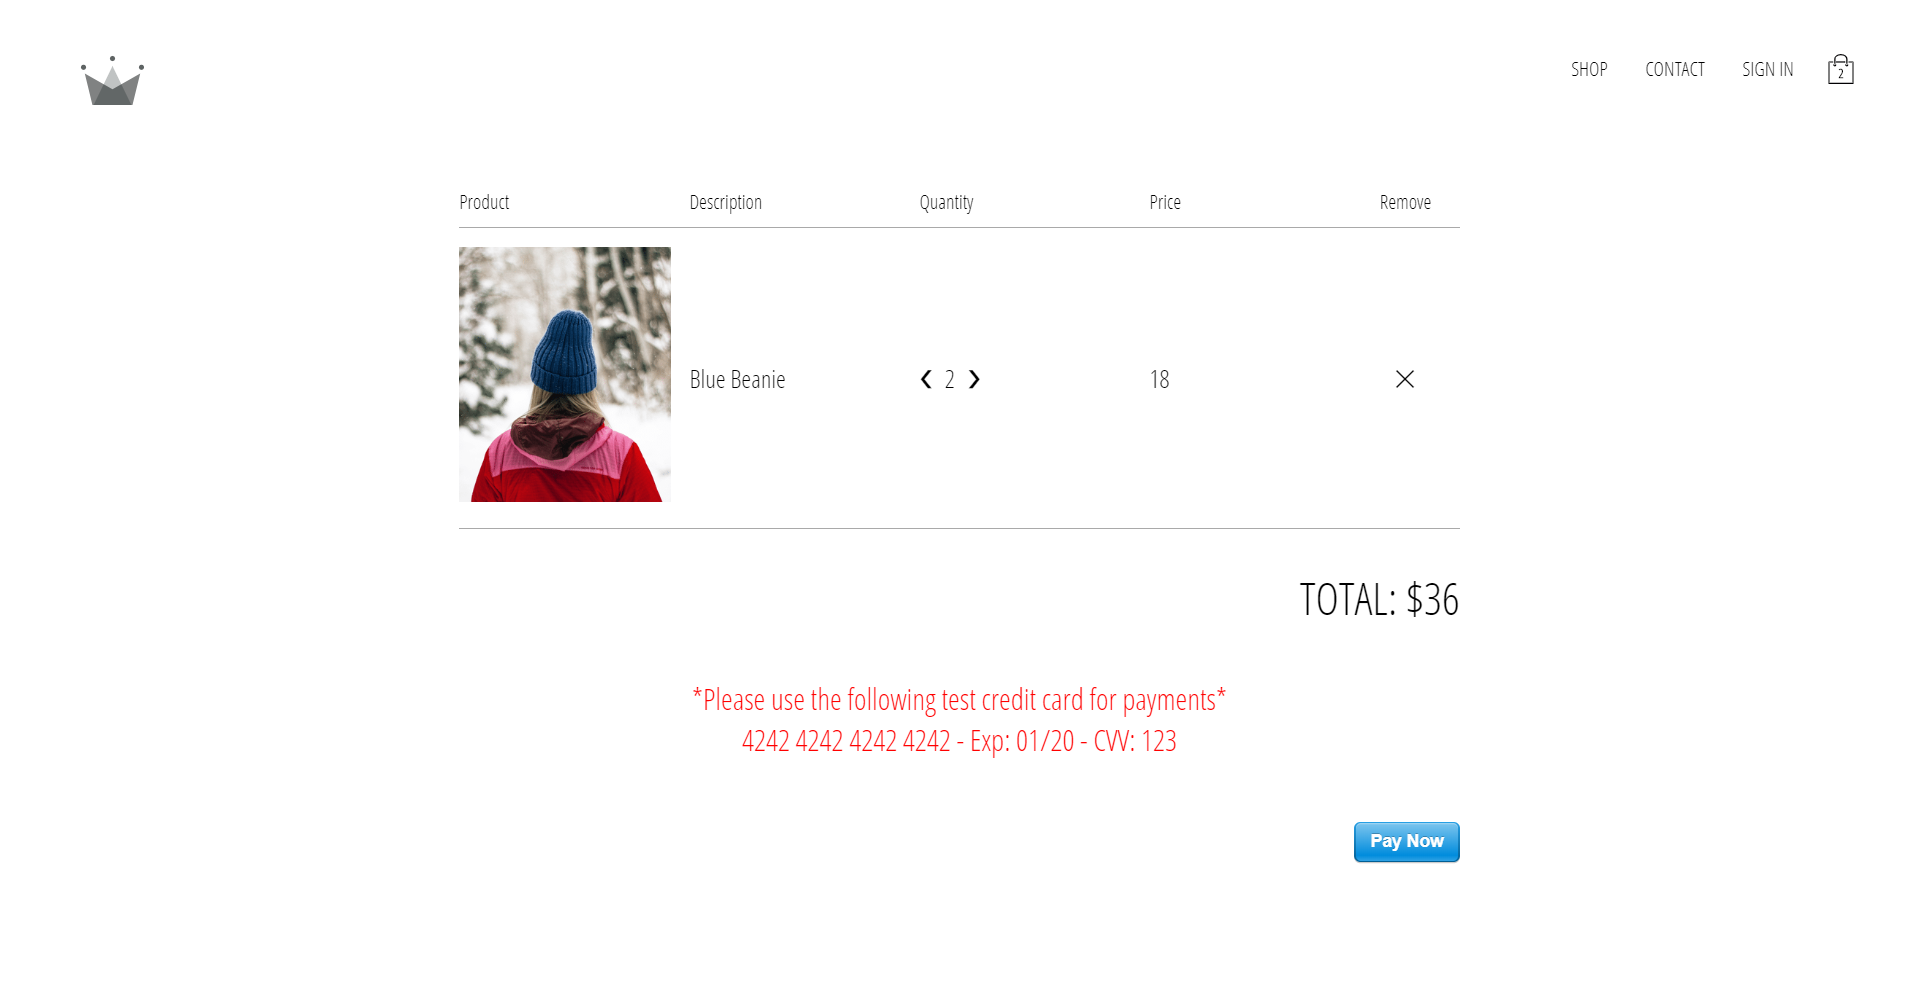 SHOP CONTACT SIGN IN 2
Product Description Quantity Price Remove
Blue Beanie ❮ 2 ❯ 18 ✕
TOTAL: $36
*Please use the following test credit card for payments*
4242 4242 4242 4242 - Exp: 01/20 - CVV: 123
Pay Now